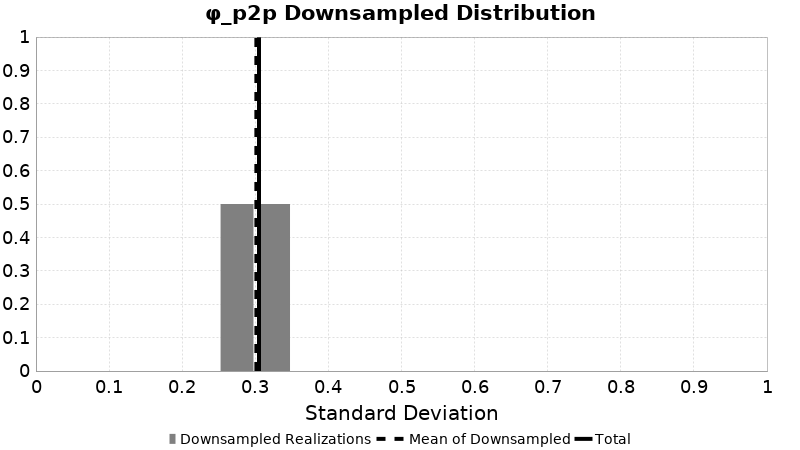 φ_p2p Downsampled Distribution
1
0.9
0.8
0.7
0.6
0.5
0.4
0.3
0.2
0.1
0
0 0.1 0.2 0.3 0.4 0.5 0.6 0.7 0.8 0.9 1
Standard Deviation
Downsampled Realizations Mean of Downsampled Total